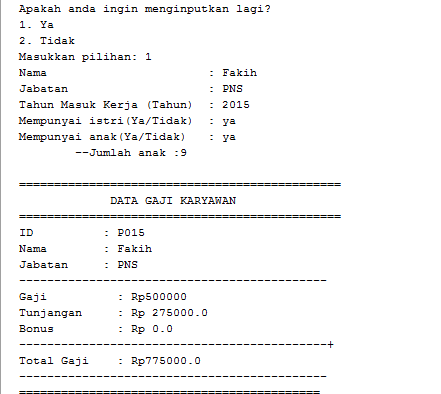 Apakah anda ingin menginputkan lagi?
1. Ya
2. Tidak
Masukkan pilihan: 1
Nama                       : Fakih
Jabatan                    : PNS
Tahun Masuk Kerja (Tahun)  : 2015
Mempunyai istri(Ya/Tidak)  : ya
Mempunyai anak(Ya/Tidak)   : ya
        --Jumlah anak :9
==============================================
             DATA GAJI KARYAWAN
==============================================
ID          : P015
Nama        : Fakih
Jabatan     : PNS
--------------------------------------------
Gaji          : Rp500000
Tunjangan     : Rp 275000.0
Bonus         : Rp 0.0
--------------------------------------------+
Total Gaji    : Rp775000.0
--------------------------------------------
===========================================